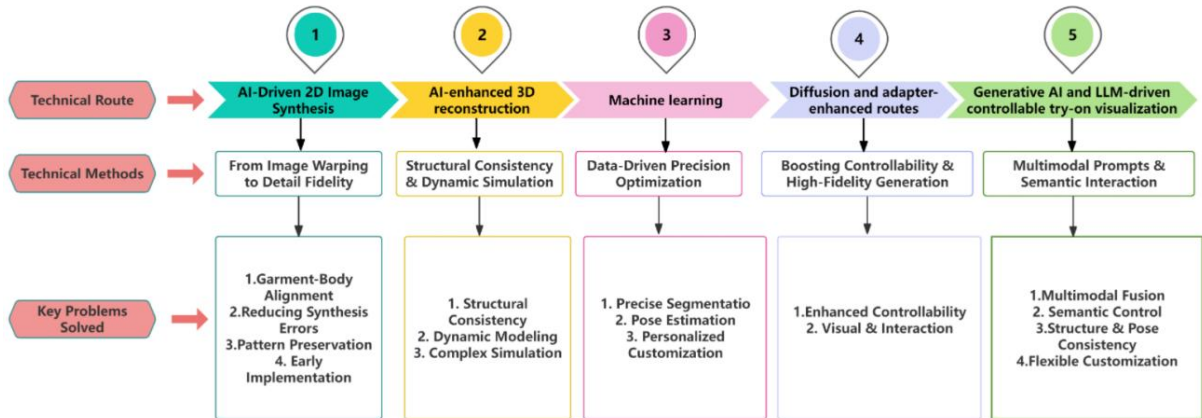 1
2
3
4
5
Technical Route
AI-Driven 2D Image
Synthesis
AI-enhanced 3D
reconstruction
Machine learning
Diffusion and adapter-
enhanced routes
Generative AI and LLM-driven
controllable try-on visualization
Technical Methods
From Image Warping
to Detail Fidelity
Structural Consistency
& Dynamic Simulation
Data-Driven Precision
Optimization
Boosting Controllability &
High-Fidelity Generation
Multimodal Prompts &
Semantic Interaction
Key Problems
Solved
1.Garment-Body
Alignment
2.Reducing Synthesis
Errors
3.Pattern Preservation
4. Early
Implementation
1. Structural
Consistency
2. Dynamic Modeling
3. Complex Simulation
1. Precise Segmentatio
2. Pose Estimation
3. Personalized
Customization
1.Enhanced Controllability
2. Visual & Interaction
1.Multimodal Fusion
2. Semantic Control
3.Structure & Pose
Consistency
4.Flexible Customization